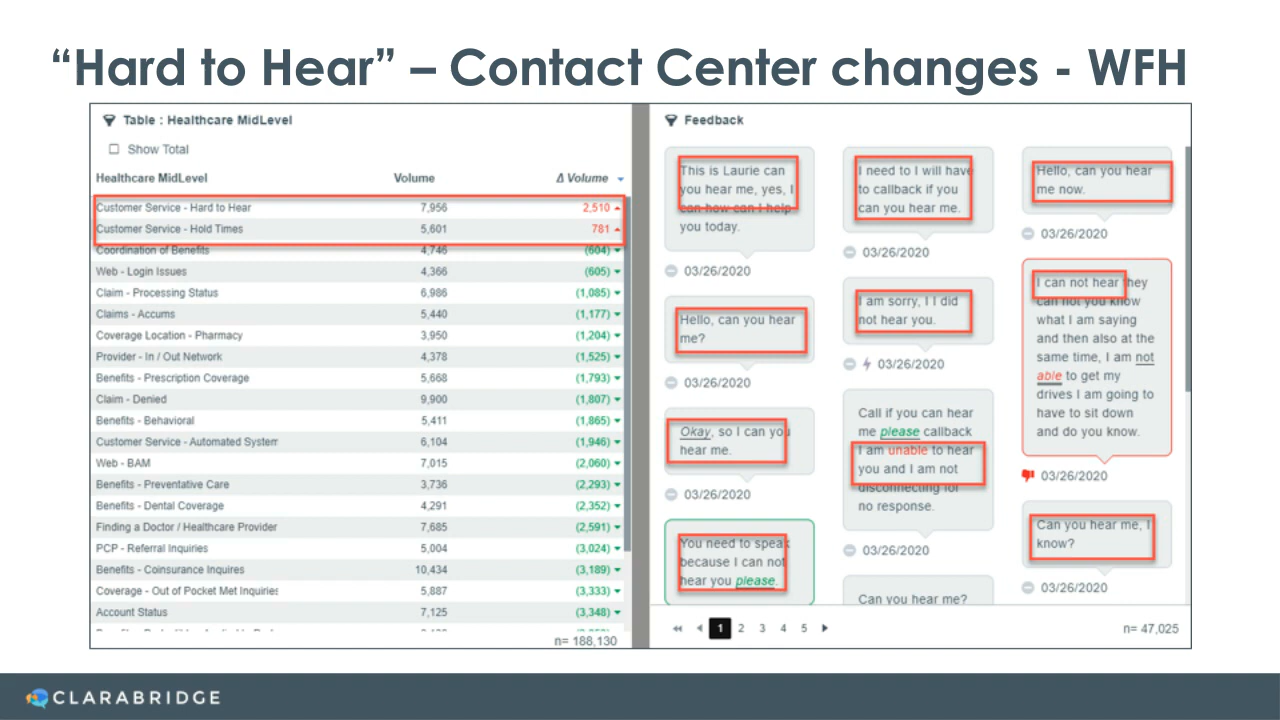 “Hard to Hear” – Contact Center changes - WFH
Table : Healthcare MidLevel
Show Total
Healthcare MidLevel Volume Δ Volume
Customer Service - Hard to Hear 7,956 2,510
Customer Service - Hold Times 5,601 781
Coordination of Benefits 4,746 (604)
Web - Login Issues 4,366 (605)
Claim - Processing Status 6,986 (1,085)
Claims - Accums 5,440 (1,177)
Coverage Location - Pharmacy 3,950 (1,204)
Provider - In / Out Network 4,378 (1,525)
Benefits - Prescription Coverage 5,668 (1,793)
Claim - Denied 9,900 (1,807)
Benefits - Behavioral 5,411 (1,865)
Customer Service - Automated System 6,104 (1,946)
Web - BAM 7,015 (2,060)
Benefits - Preventative Care 3,736 (2,293)
Benefits - Dental Coverage 4,291 (2,352)
Finding a Doctor / Healthcare Provider 7,685 (2,591)
PCP - Referral Inquiries 5,004 (3,024)
Benefits - Coinsurance Inquires 10,434 (3,189)
Coverage - Out of Pocket Met Inquiries 5,887 (3,333)
Account Status 7,125 (3,348)
n= 188,130
Feedback
This is Laurie can
you hear me, yes, I
can how can I help
you today.
03/26/2020
Hello, can you hear
me?
03/26/2020
Okay, so I can you
hear me.
03/26/2020
You need to speak
because I can not
hear you please.
I need to I will have
to callback if you
can you hear me.
03/26/2020
I am sorry, I I did
not hear you.
03/26/2020
Call if you can hear
me please callback
I am unable to hear
you and I am not
disconnecting for
no response.
03/26/2020
Can you hear me?
Hello, can you hear
me now.
03/26/2020
I can not hear they
can not you know
what I am saying
and then also at the
same time, I am not
able to get my
drives I am going to
have to sit down
and do you know.
03/26/2020
Can you hear me, I
know?
03/26/2020
1 2 3 4 5
n= 47,025
CLARABRIDGE